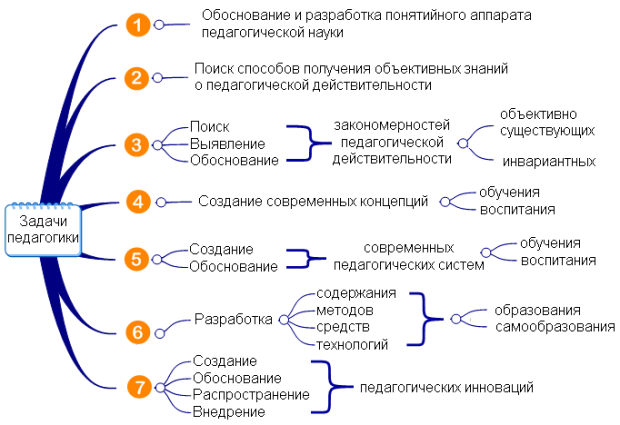 Задачи
педагогики
1
Обоснование и разработка понятийного аппарата
педагогической науки
2
Поиск способов получения объективных знаний
о педагогической действительности
3
Поиск
Выявление
Обоснование
закономерностей
педагогической
действительности
объективно
существующих
инвариантных
4
Создание современных концепций
обучения
воспитания
5
Создание
Обоснование
современных
педагогических систем
обучения
воспитания
6
Разработка
содержания
методов
средств
технологий
образования
самообразования
7
Создание
Обоснование
Распространение
Внедрение
педагогических инноваций